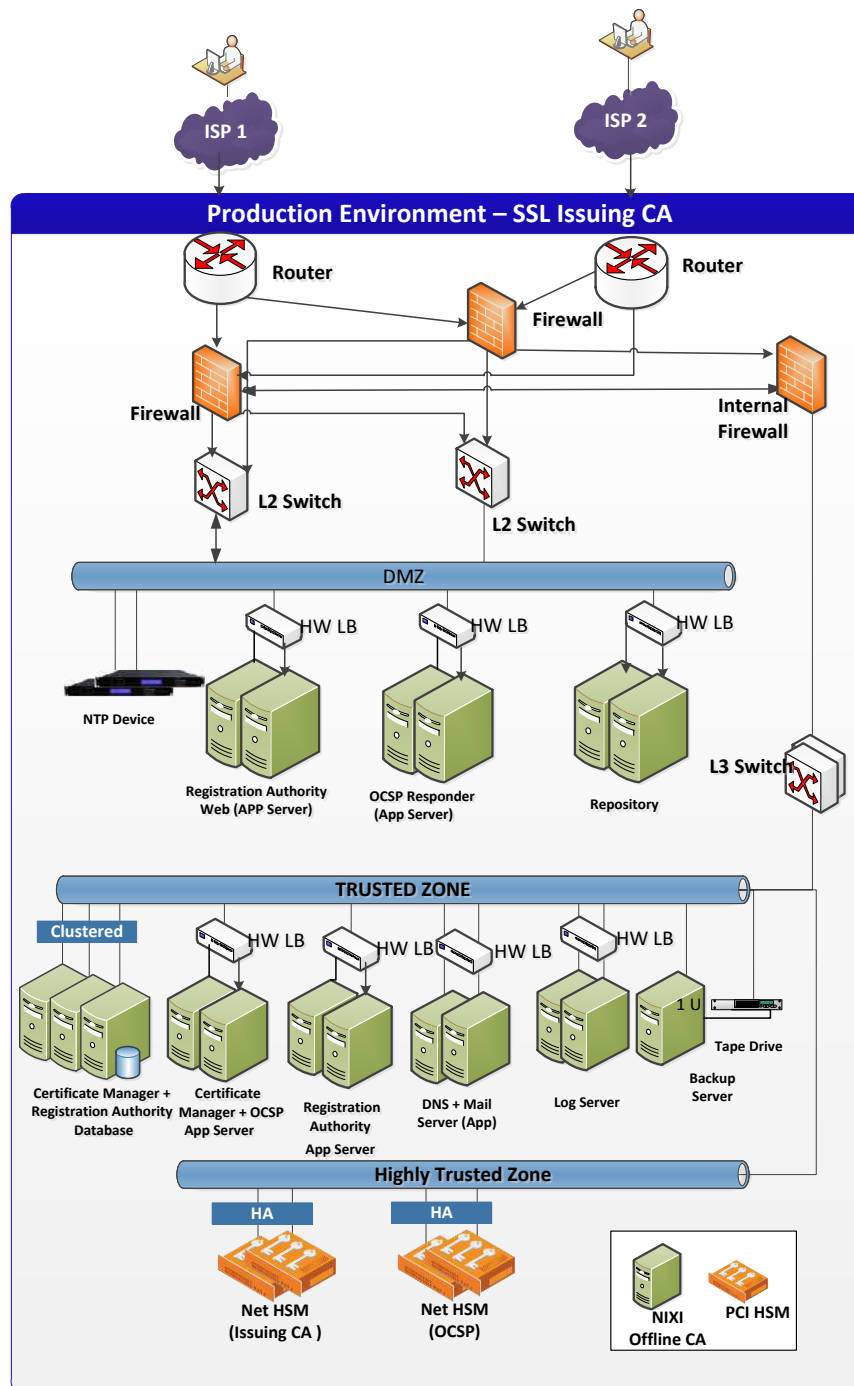 ISP 1
ISP 2
Production Environment – SSL Issuing CA
Router
Router
Firewall
Firewall
Internal
Firewall
L2 Switch
L2 Switch
DMZ
HW LB
HW LB
HW LB
NTP Device
Registration Authority
Web (APP Server)
OCSP Responder
(App Server)
Repository
L3 Switch
TRUSTED ZONE
Clustered
HW LB
HW LB
HW LB
HW LB
1 U
Tape Drive
Certificate Manager +
Registration Authority
Database
Certificate
Manager + OCSP
App Server
Registration
Authority
App Server
DNS + Mail
Server (App)
Log Server
Backup
Server
Highly Trusted Zone
HA
HA
Net HSM
(Issuing CA )
Net HSM
(OCSP)
NIXI
Offline CA
PCI HSM